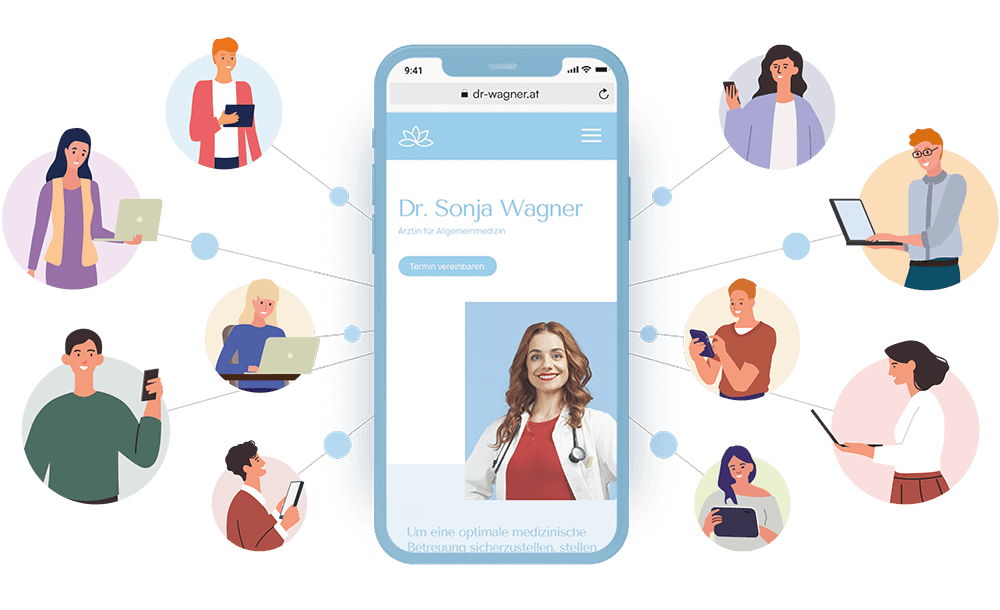 9:41
dr-wagner.at
Dr. Sonja Wagner
Ärztin für Allgemeinmedizin
Termin vereinbaren
Um eine optimale medizinische
Betreuung sicherzustellen, stellen